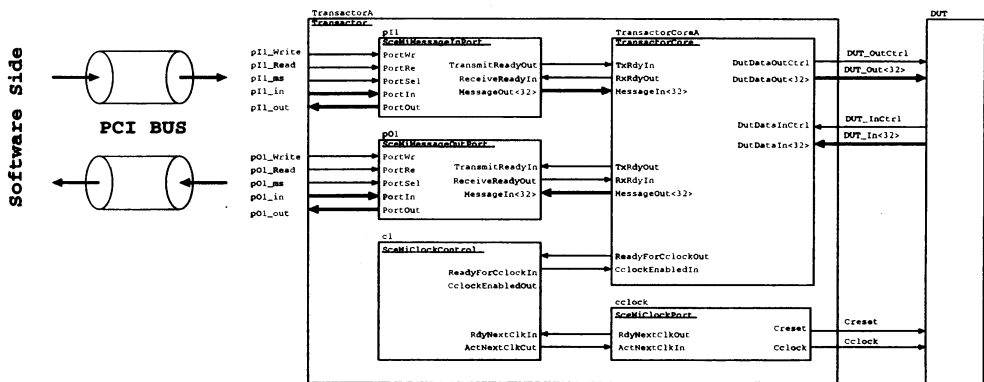 Software Side
PCI BUS
TransactorA
Transactor
pI1_Write
pI1_Read
pI1_ms
pI1_in
pI1_out
pO1_Write
pO1_Read
pO1_ms
pO1_in
pO1_out
pI1
SceMiMessageInPort
PortWr
PortRe
PortSel
PortIn
PortOut
TransmitReadyOut
ReceiveReadyIn
MessageOut<32>
pO1
SceMiMessageOutPort
PortWr
PortRe
PortSel
PortIn
PortOut
TransmitReadyIn
ReceiveReadyOut
MessageIn<32>
c1
SceMiClockControl
ReadyForCclockIn
CclockEnabledOut
RdyNextClkIn
ActNextClkOut
TransactorCoreA
TransactorCore
TxRdyIn
RxRdyOut
MessageIn<32>
TxRdyOut
RxRdyIn
MessageOut<32>
ReadyForCclockOut
CclockEnabledIn
DutDataOutCtrl
DutDataOut<32>
DutDataInCtrl
DutDataIn<32>
cclock
SceMiClockPort
RdyNextClkOut
ActNextClkIn
Creset
Cclock
DUT_OutCtrl
DUT_Out<32>
DUT_InCtrl
DUT_In<32>
Creset
Cclock
DUT